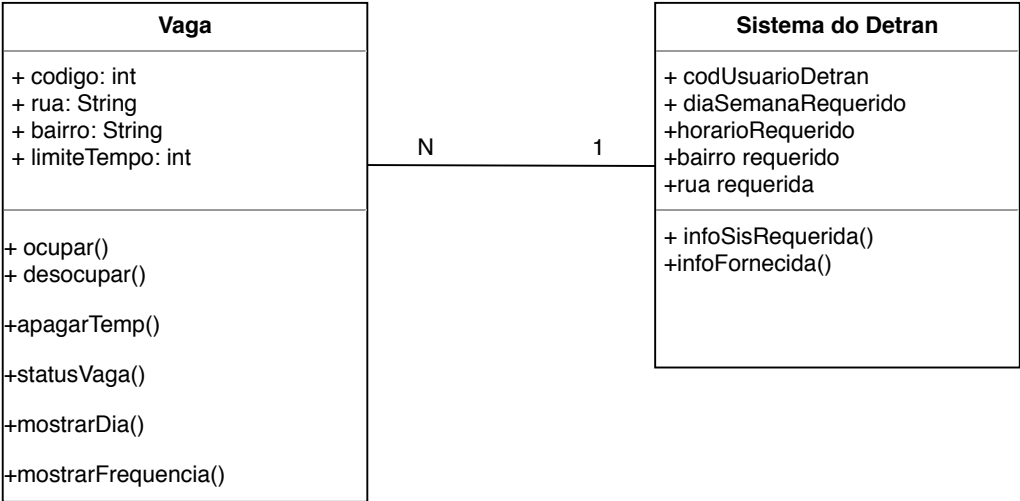 Vaga
+ codigo: int
+ rua: String
+ bairro: String
+ limiteTempo: int
+ ocupar()
+ desocupar()
+apagarTemp()
+statusVaga()
+mostrarDia()
+mostrarFrequencia()
N
1
Sistema do Detran
+ codUsuarioDetran
+ diaSemanaRequerido
+horarioRequerido
+bairro requerido
+rua requerida
+ infoSisRequerida()
+infoFornecida()